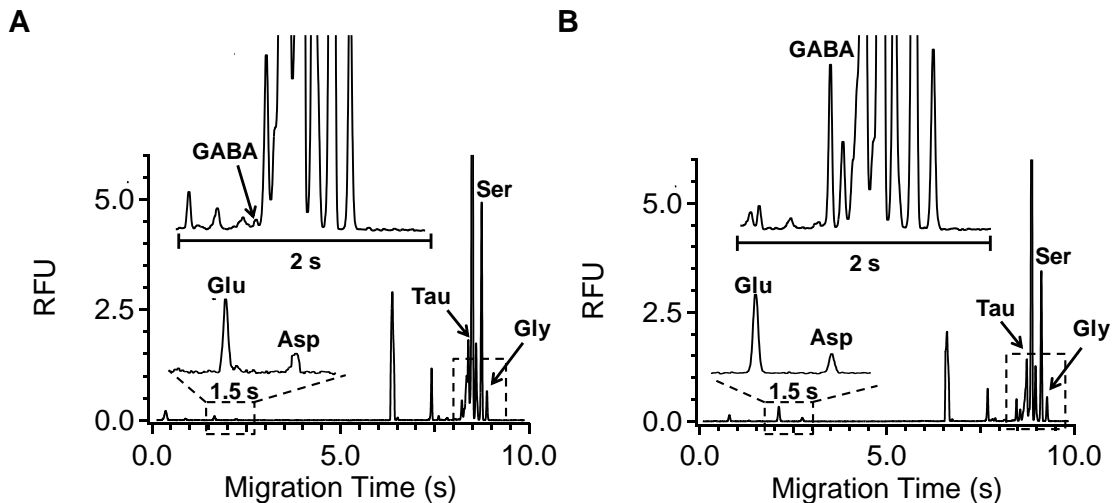 A
GABA
2 s
Glu
Asp
1.5 s
Tau
Ser
Gly
RFU
5.0
2.5
0.0
0.0 5.0 10.0
Migration Time (s)
B
GABA
2 s
Glu
Asp
1.5 s
Tau
Ser
Gly
RFU
5.0
2.5
0.0
0.0 5.0 10.0
Migration Time (s)